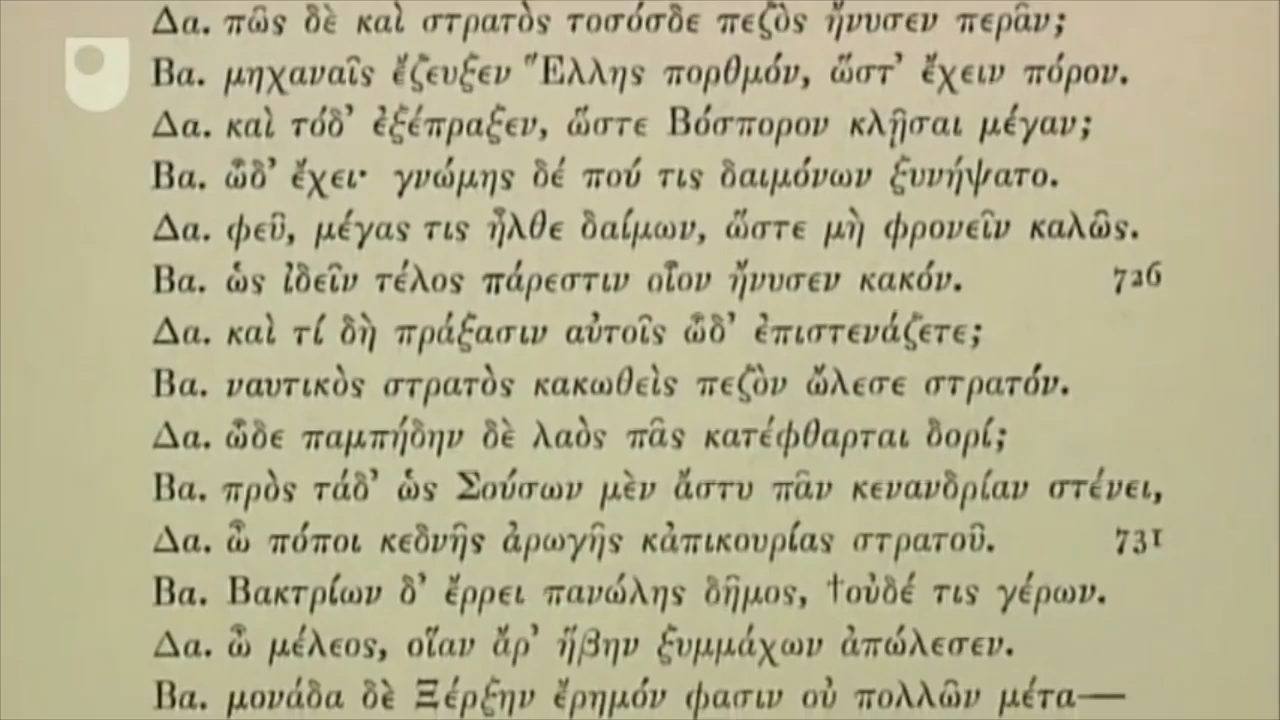 Δα. πῶς δὲ καὶ στρατὸς τοσόσδε πεζὸς ἤνυσεν περᾶν;
Βα. μηχαναῖς ἔζευξεν Ἕλλης πορθμόν, ὥστ’ ἔχειν πόρον.
Δα. καὶ τόδ’ ἐξέπραξεν, ὥστε Βόσπορον κλῇσαι μέγαν;
Βα. ὧδ’ ἔχει· γνώμης δέ πού τις δαιμόνων ξυνήψατο.
Δα. φεῦ, μέγας τις ἦλθε δαίμων, ὥστε μὴ φρονεῖν καλῶς.
Βα. ὡς ἰδεῖν τέλος πάρεστιν οἷον ἤνυσεν κακόν. 726
Δα. καὶ τί δὴ πράξασιν αὐτοῖς ὧδ’ ἐπιστενάζετε;
Βα. ναυτικὸς στρατὸς κακωθεὶς πεζὸν ὤλεσε στρατόν.
Δα. ὧδε παμπήδην δὲ λαὸς πᾶς κατέφθαρται δορί;
Βα. πρὸς τάδ’ ὡς Σούσων μὲν ἄστυ πᾶν κενανδρίαν στένει,
Δα. ὦ πόποι κεδνῆς ἀρωγῆς κἀπικουρίας στρατοῦ. 731
Βα. Βακτρίων δ’ ἔρρει πανώλης δῆμος, †οὐδέ τις γέρων.
Δα. ὦ μέλεος, οἵαν ἄρ’ ἥβην ξυμμάχων ἀπώλεσεν.
Βα. μονάδα δὲ Ξέρξην ἔρημόν φασιν οὐ πολλῶν μέτα—